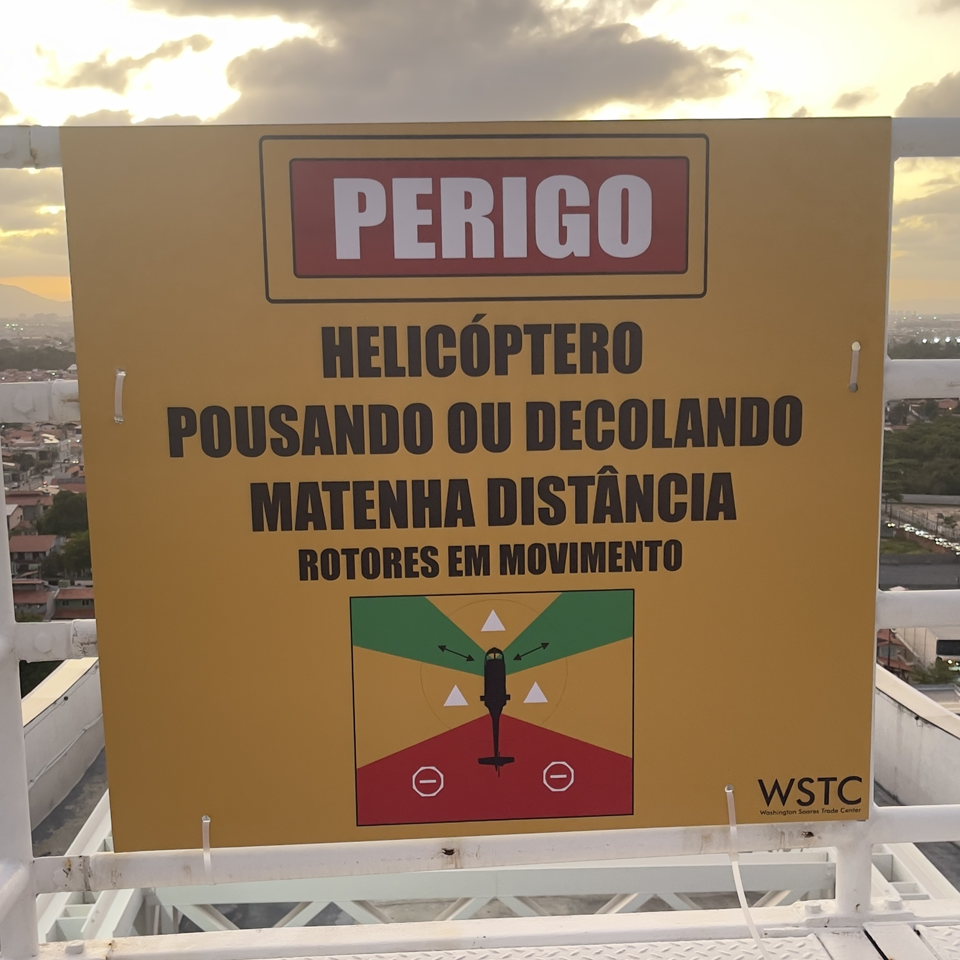 PERIGO
HELICÓPTERO
POUSANDO OU DECOLANDO
MATENHA DISTÂNCIA
ROTORES EM MOVIMENTO
WSTC
Washington Soares Trade Center